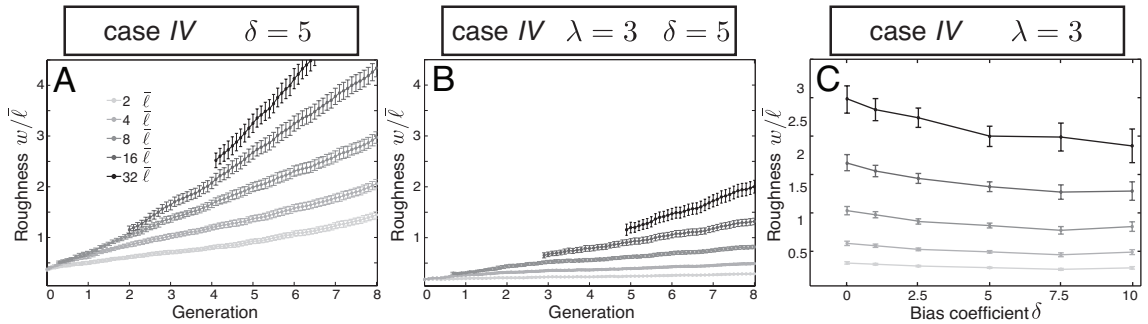 case IV δ = 5
case IV λ = 3 δ = 5
case IV λ = 3
A
4
3
2
1
Roughness w/ℓ̄
2 ℓ̄
4 ℓ̄
8 ℓ̄
16 ℓ̄
32 ℓ̄
0 1 2 3 4 5 6 7 8
Generation
B
4
3
2
1
Roughness w/ℓ̄
0 1 2 3 4 5 6 7 8
Generation
C
3
2.5
2
1.5
1
0.5
Roughness w/ℓ̄
0 2.5 5 7.5 10
Bias coefficient δ